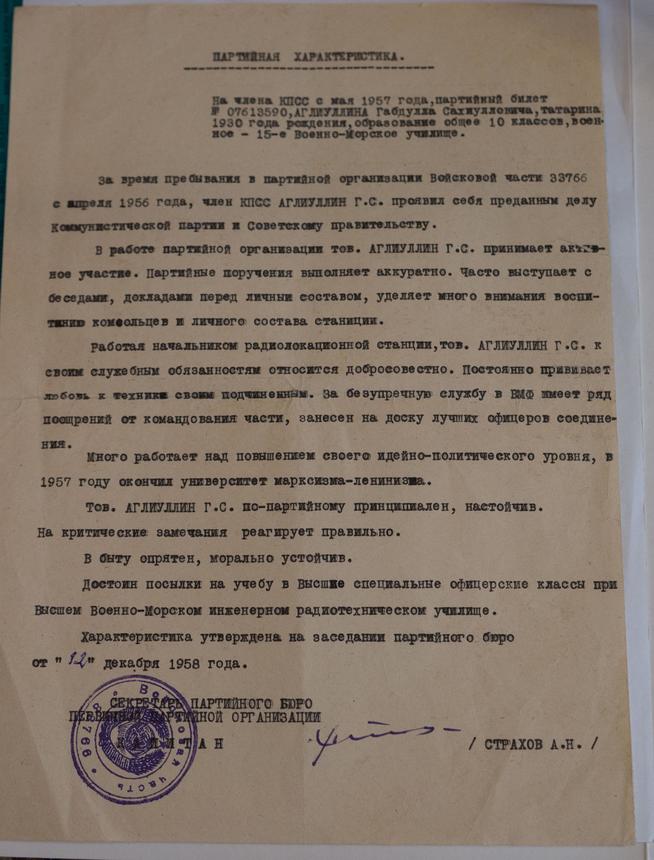 ПАРТИЙНАЯ ХАРАКТЕРИСТИКА.
На члена КПСС с мая 1957 года,партийный билет
№ 07613590,АГЛИУЛЛИНА Габдулла Сахиулловича,татарина
1930 года рождения,образование общее 10 классов,воен-
ное - 15-е Военно-Морское училище.
За время пребывания в партийной организации Войсковой части 33766
с апреля 1956 года, член КПСС АГЛИУЛЛИН Г.С. проявил себя преданным делу
Коммунистической партии и Советскому правительству.
В работе партийной организации тов. АГЛИУЛЛИН Г.С. принимает актив-
ное участие. Партийные поручения выполняет аккуратно. Часто выступает с
беседами, докладами перед личным составом, уделяет много внимания воспи-
танию комсольцев и личного состава станиции.
Работая начальником радиолокационной станции,тов. АГЛИУЛЛИН Г.С. к
своим служебным обязанностям относится добросовестно. Постоянно прививает
любовь к технике своим подчиненным. За безупречную службу в ВМФ имеет ряд
поощрений от командования части, занесен на доску лучших офицеров соедине-
ния.
Много работает над повышением своего идейно-политического уровня, в
1957 году окончил университет марксизма-ленинизма.
Тов. АГЛИУЛЛИН Г.С. по-партийному принципиален, настойчив.
На критические замечания реагирует правильно.
В быту опрятен, морально устойчив.
Достоин посылки на учебу в Высшие специальные офицерские классы при
Высшем Военно-Морском инженерном радиотехническом училище.
Характеристика утверждена на заседании партийного бюро
от "12" декабря 1958 года.
СЕКРЕТАРЬ ПАРТИЙНОГО БЮРО
ПЕРВИЧНОЙ ПАРТИЙНОЙ ОРГАНИЗАЦИИ
КАПИТАН / СТРАХОВ А.Н. /
Войсковая часть